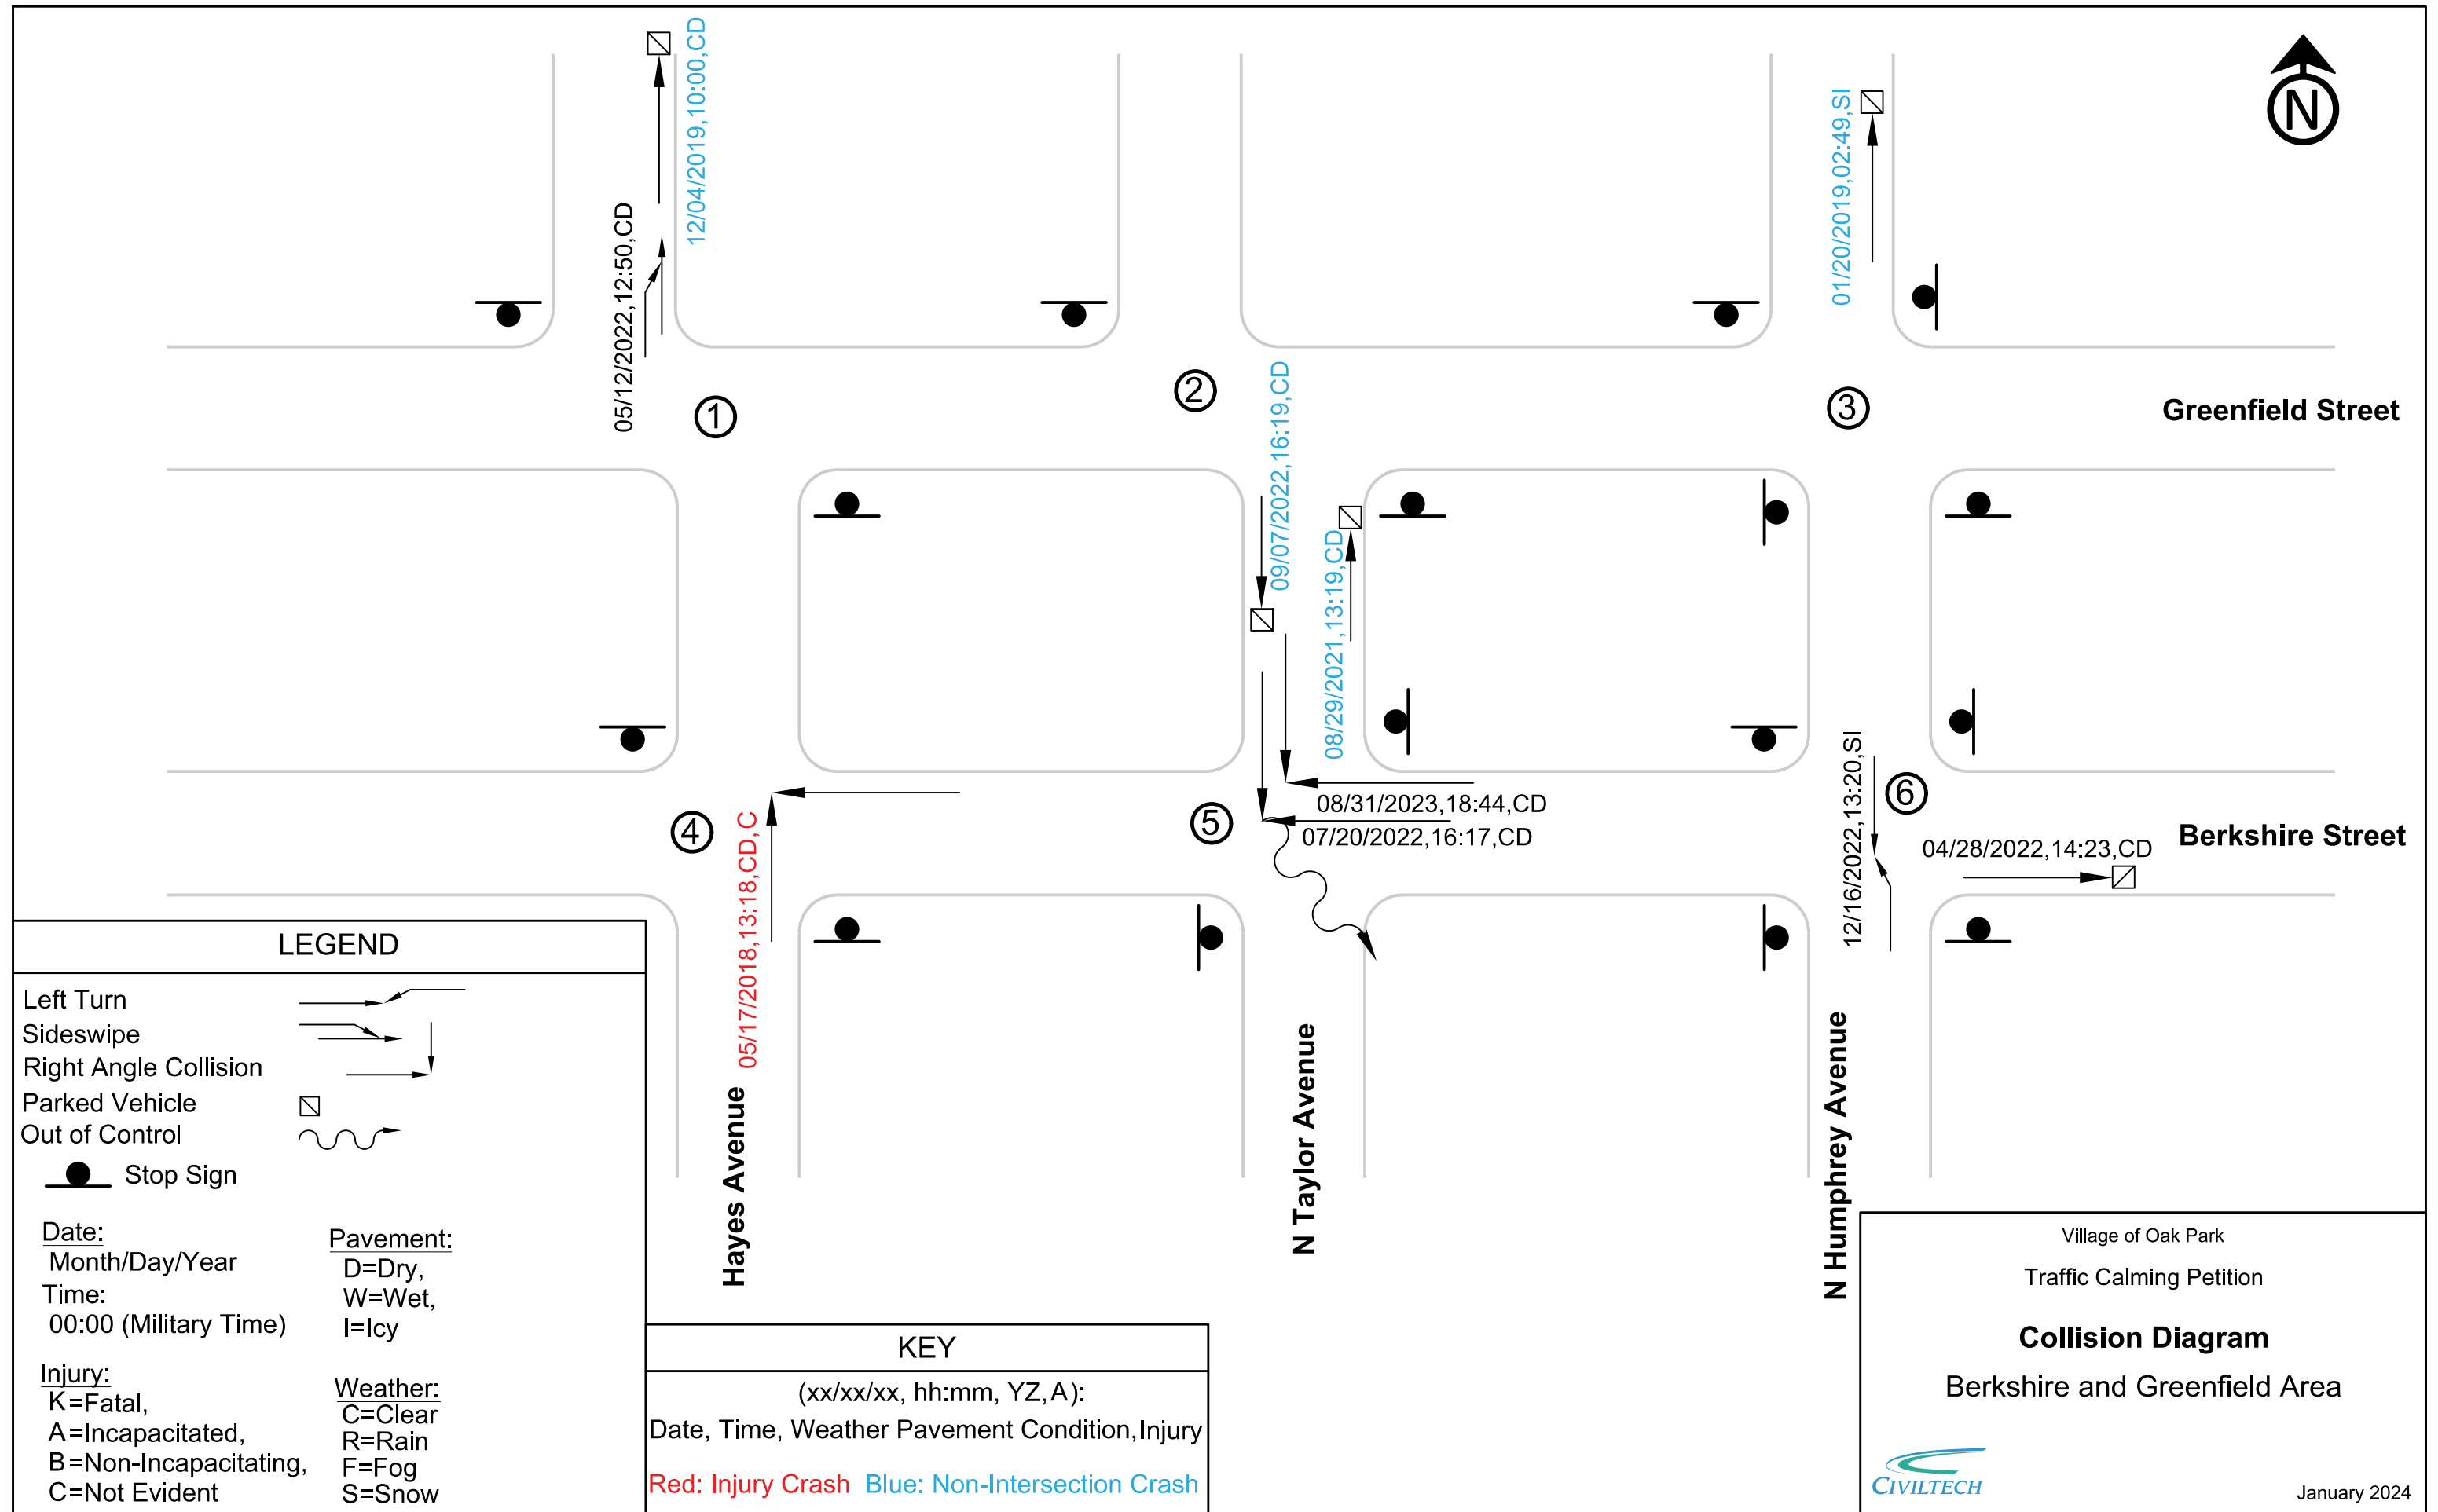 12/04/2019,10:00,CD
05/12/2022,12:50,CD
01/20/2019,02:49,SI
N
1
2
3
Greenfield Street
09/07/2022,16:19,CD
08/29/2021,13:19,CD
4
5
6
05/17/2018,13:18,CD,C
08/31/2023,18:44,CD
07/20/2022,16:17,CD
12/16/2022,13:20,SI
04/28/2022,14:23,CD
Berkshire Street
Hayes Avenue
N Taylor Avenue
N Humphrey Avenue
LEGEND
Left Turn
Sideswipe
Right Angle Collision
Parked Vehicle
Out of Control
Stop Sign
Date:
Month/Day/Year
Time:
00:00 (Military Time)
Pavement:
D=Dry,
W=Wet,
I=Icy
Injury:
K=Fatal,
A=Incapacitated,
B=Non-Incapacitating,
C=Not Evident
Weather:
C=Clear
R=Rain
F=Fog
S=Snow
KEY
(xx/xx/xx, hh:mm, YZ,A):
Date, Time, Weather Pavement Condition,Injury
Red: Injury Crash Blue: Non-Intersection Crash
Village of Oak Park
Traffic Calming Petition
Collision Diagram
Berkshire and Greenfield Area
CIVILTECH
January 2024